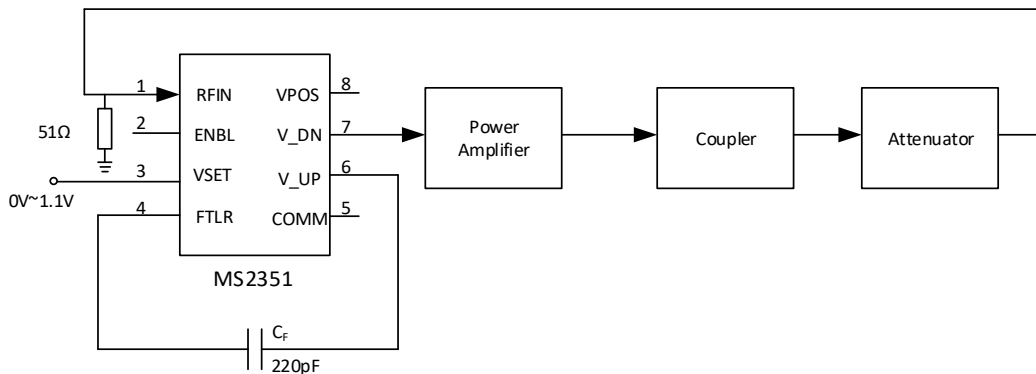 1
RFIN
VPOS
8
51Ω
2
ENBL
V_DN
7
Power
Amplifier
Coupler
Attenuator
3
VSET
V_UP
6
0V~1.1V
4
FTLR
COMM
5
MS2351
CF
220pF